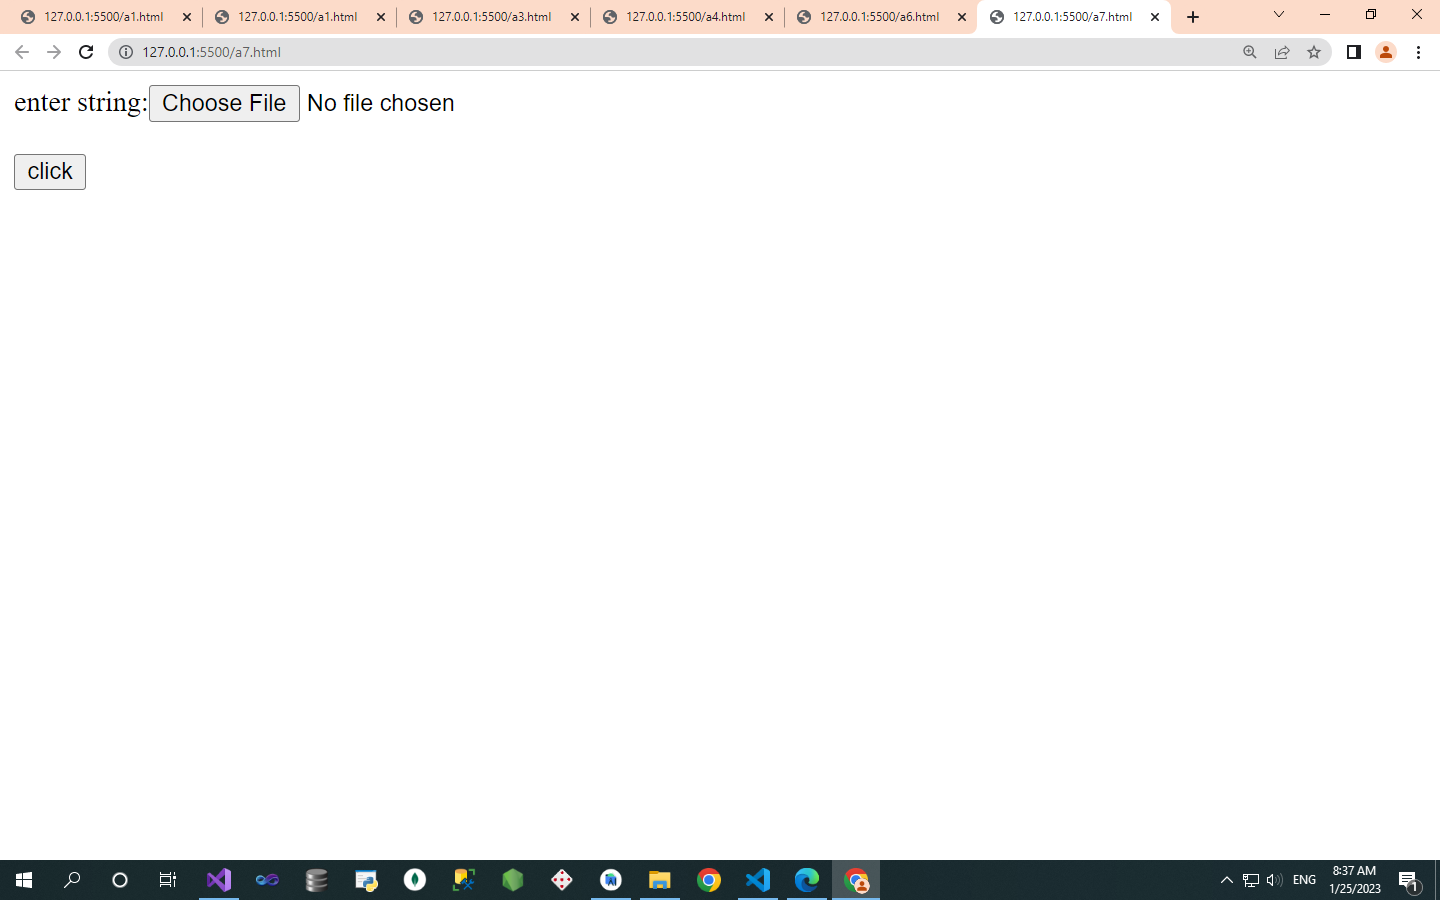 127.0.0.1:5500/a1.html 127.0.0.1:5500/a1.html 127.0.0.1:5500/a3.html 127.0.0.1:5500/a4.html 127.0.0.1:5500/a6.html 127.0.0.1:5500/a7.html
127.0.0.1:5500/a7.html
enter string: Choose File No file chosen
click
ENG 8:37 AM
1/25/2023 1